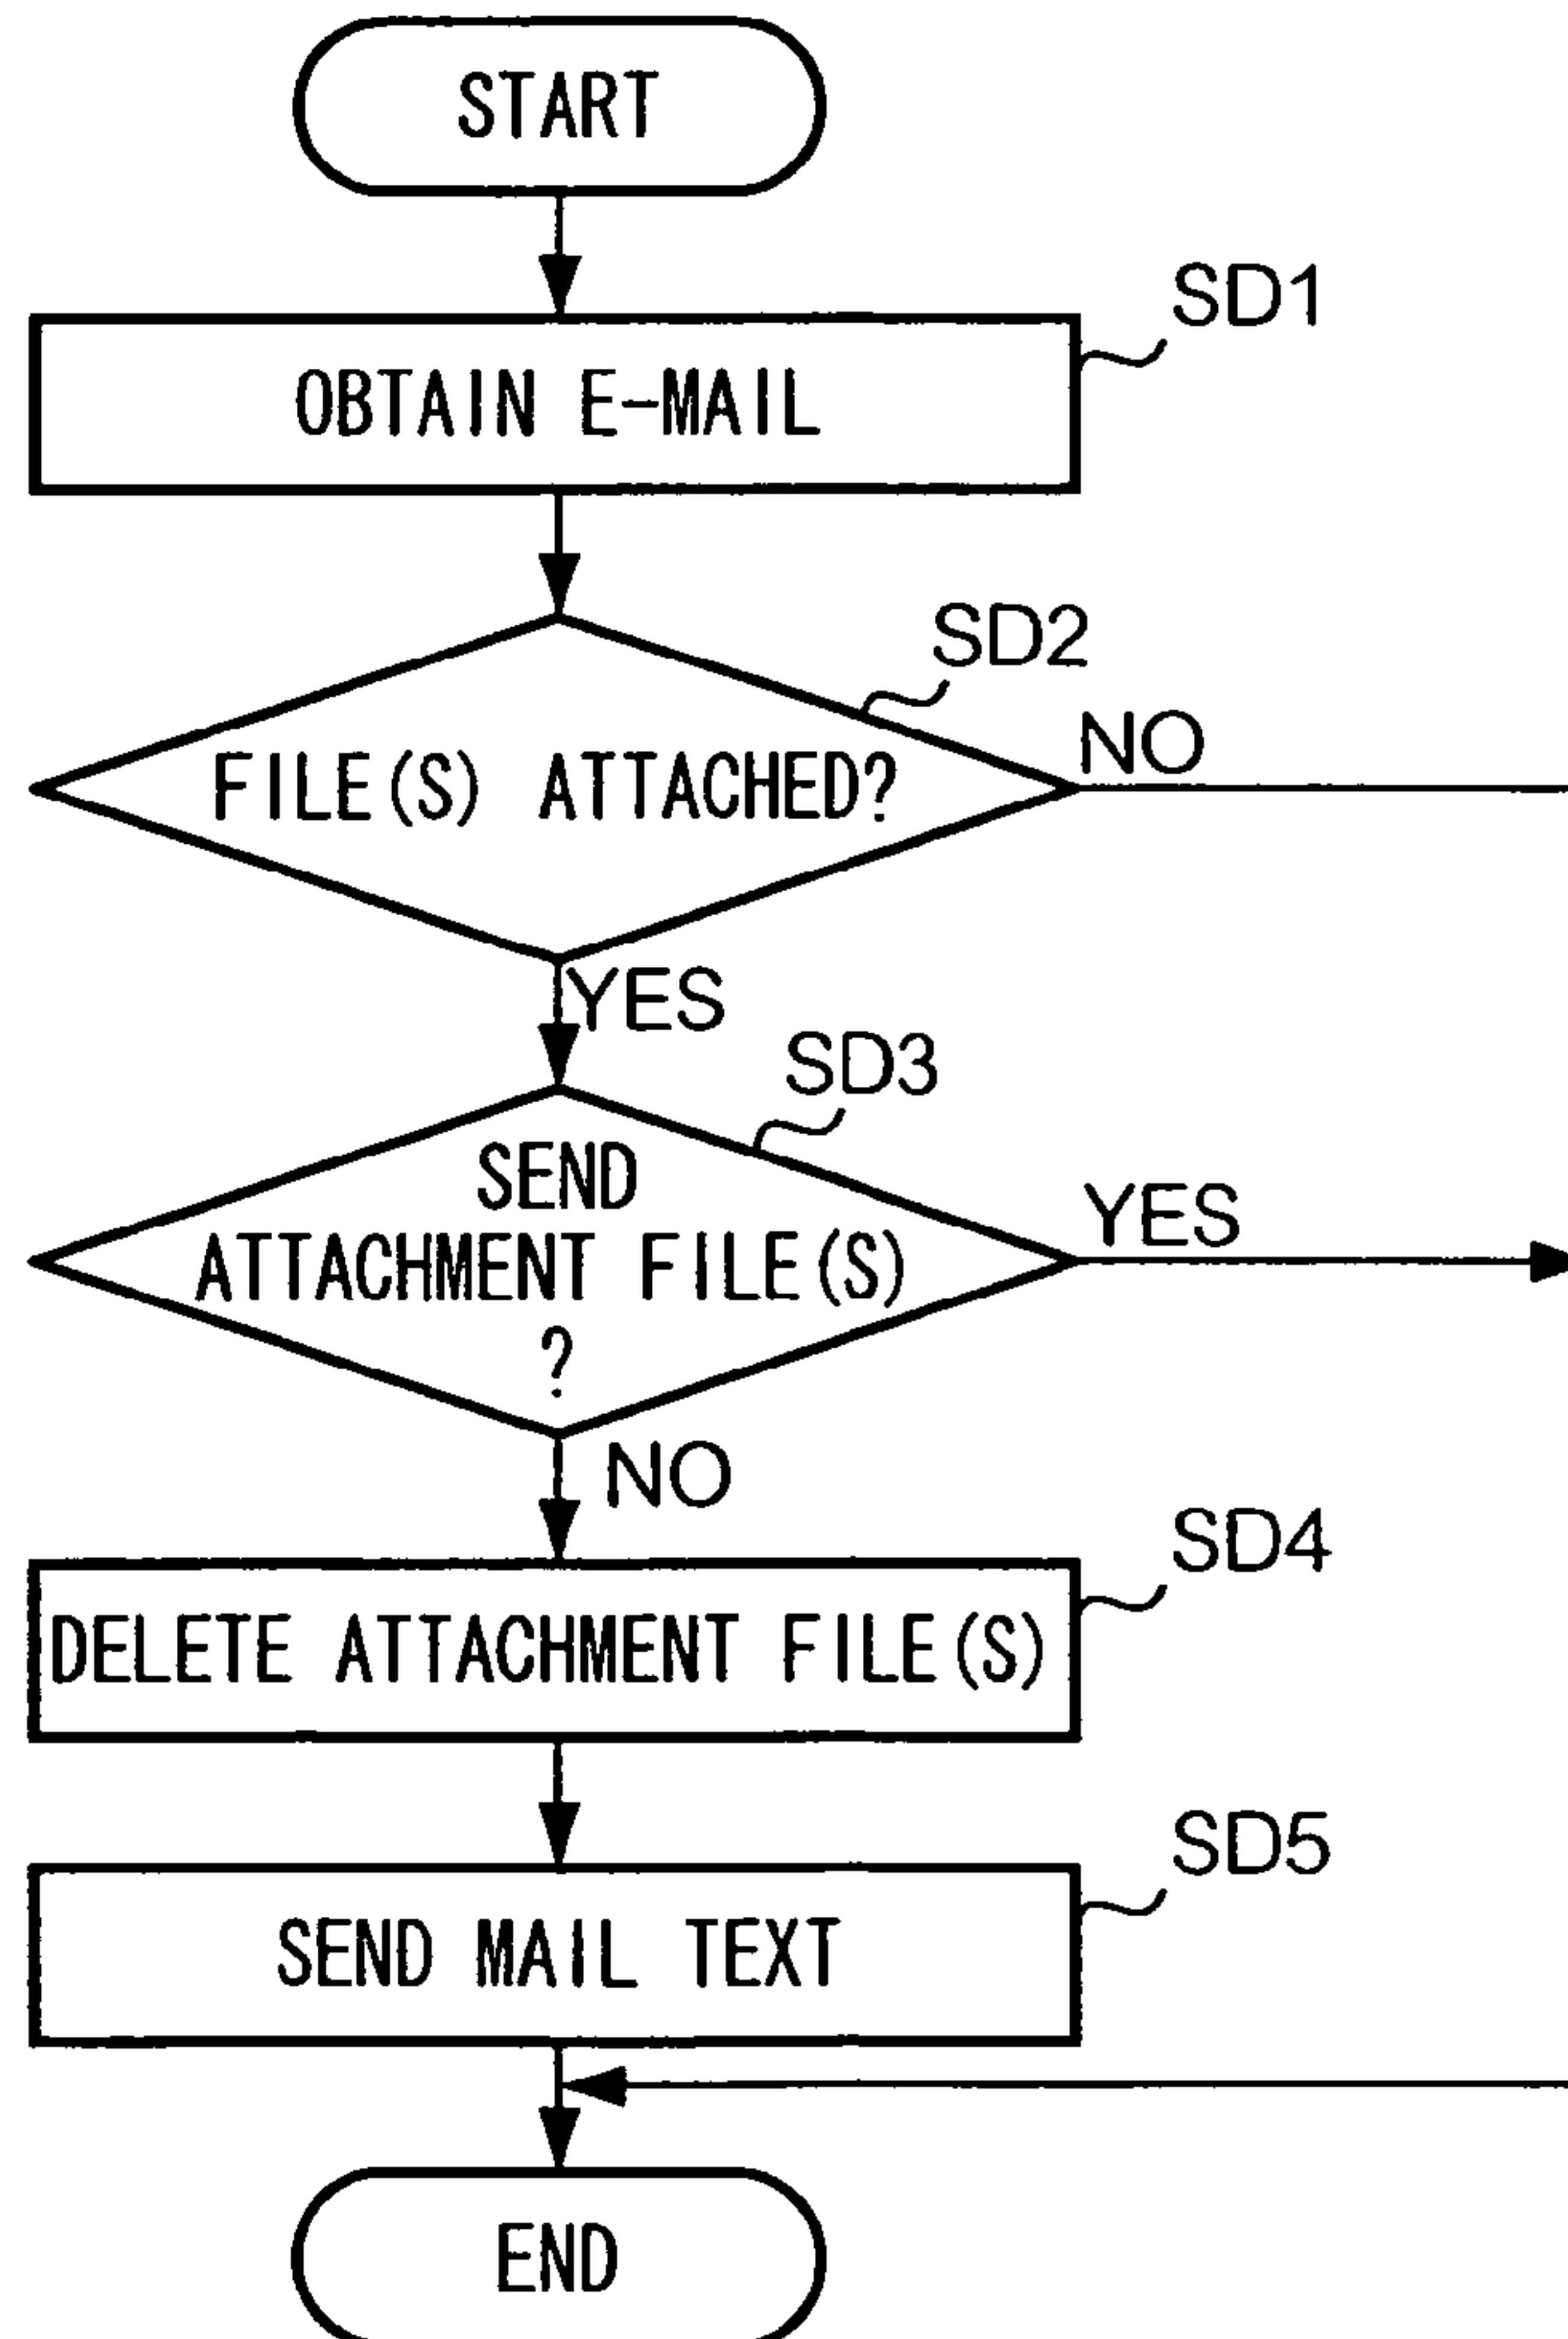 START
SD1
OBTAIN E-MAIL
SD2
FILE(S) ATTACHED?
NO
YES
SD3
SEND
ATTACHMENT FILE(S)
?
YES
NO
SD4
DELETE ATTACHMENT FILE(S)
SD5
SEND MAIL TEXT
END